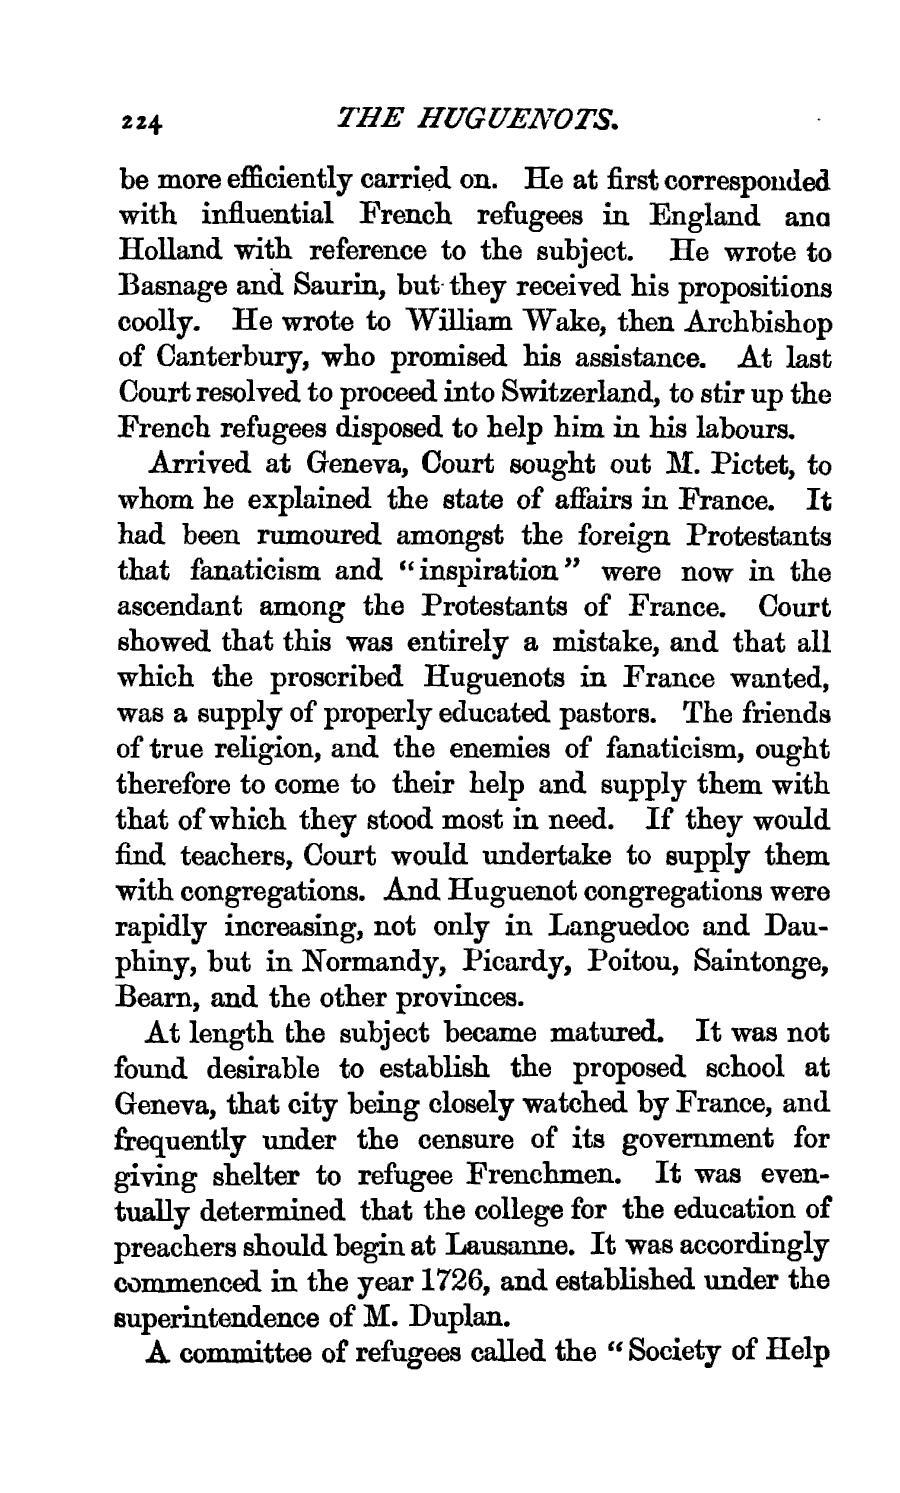 224 THE HUGUENOTS.
be more efficiently carried on. He at first corresponded
with influential French refugees in England and
Holland with reference to the subject. He wrote to
Basnage and Saurin, but they received his propositions
coolly. He wrote to William Wake, then Archbishop
of Canterbury, who promised his assistance. At last
Court resolved to proceed into Switzerland, to stir up the
French refugees disposed to help him in his labours.
Arrived at Geneva, Court sought out M. Pictet, to
whom he explained the state of affairs in France. It
had been rumoured amongst the foreign Protestants
that fanaticism and “inspiration” were now in the
ascendant among the Protestants of France. Court
showed that this was entirely a mistake, and that all
which the proscribed Huguenots in France wanted,
was a supply of properly educated pastors. The friends
of true religion, and the enemies of fanaticism, ought
therefore to come to their help and supply them with
that of which they stood most in need. If they would
find teachers, Court would undertake to supply them
with congregations. And Huguenot congregations were
rapidly increasing, not only in Languedoc and Dau-
phiny, but in Normandy, Picardy, Poitou, Saintonge,
Bearn, and the other provinces.
At length the subject became matured. It was not
found desirable to establish the proposed school at
Geneva, that city being closely watched by France, and
frequently under the censure of its government for
giving shelter to refugee Frenchmen. It was even-
tually determined that the college for the education of
preachers should begin at Lausanne. It was accordingly
commenced in the year 1726, and established under the
superintendence of M. Duplan.
A committee of refugees called the “Society of Help